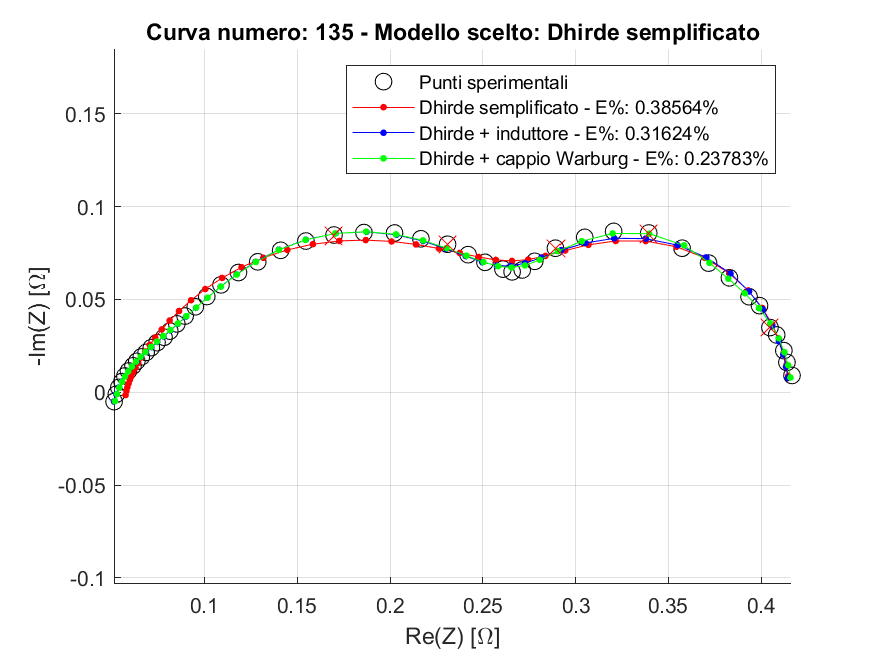 Curva numero: 135 - Modello scelto: Dhirde semplificato
Punti sperimentali
Dhirde semplificato - E%: 0.38564%
Dhirde + induttore - E%: 0.31624%
Dhirde + cappio Warburg - E%: 0.23783%
0.15
0.1
0.05
0
-0.05
-0.1
-Im(Z) [Ω]
0.1 0.15 0.2 0.25 0.3 0.35 0.4
Re(Z) [Ω]